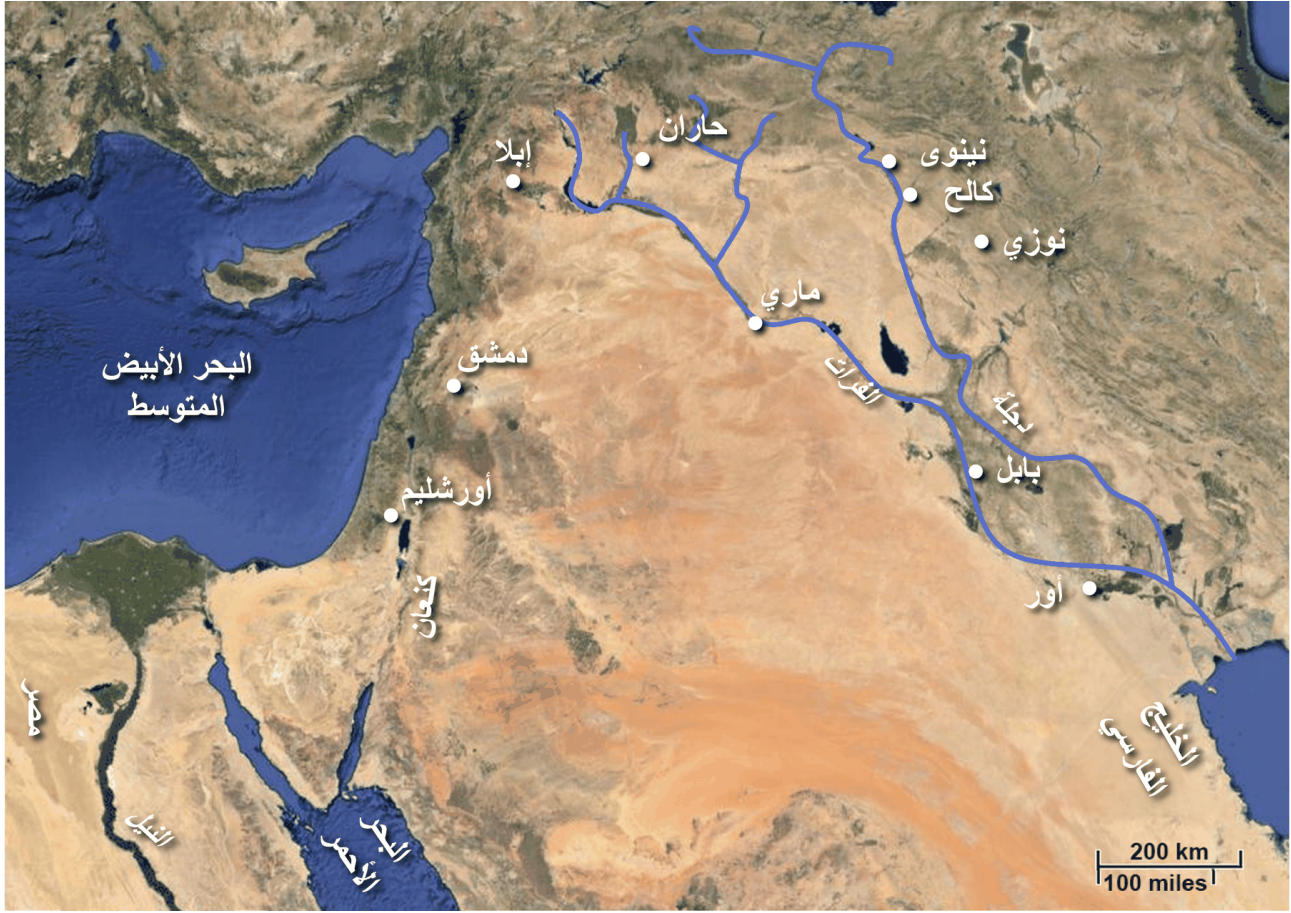 حاران
إبلا
نينوى
كالح
نوزي
ماري
البحر الأبيض
المتوسط
دمشق
الفرات
دجلة
بابل
أورشليم
كنعان
أور
مصر
الخليج
الفارسي
النيل
البحر
الأحمر
200 km
100 miles